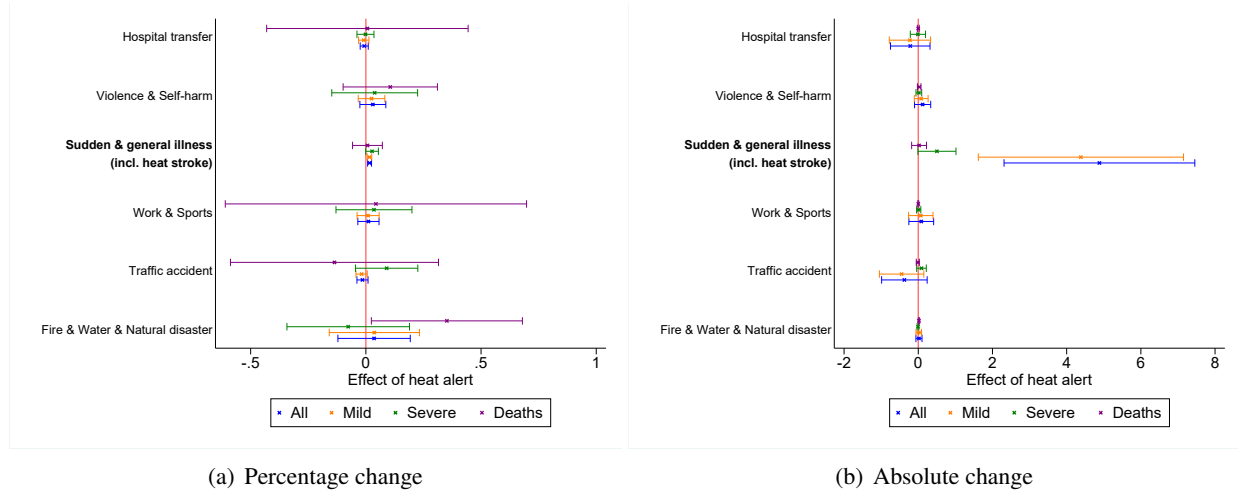 Hospital transfer
Violence & Self-harm
Sudden & general illness
(incl. heat stroke)
Work & Sports
Traffic accident
Fire & Water & Natural disaster
-.5 0 .5 1
Effect of heat alert
All Mild Severe Deaths
(a) Percentage change
Hospital transfer
Violence & Self-harm
Sudden & general illness
(incl. heat stroke)
Work & Sports
Traffic accident
Fire & Water & Natural disaster
-2 0 2 4 6 8
Effect of heat alert
All Mild Severe Deaths
(b) Absolute change